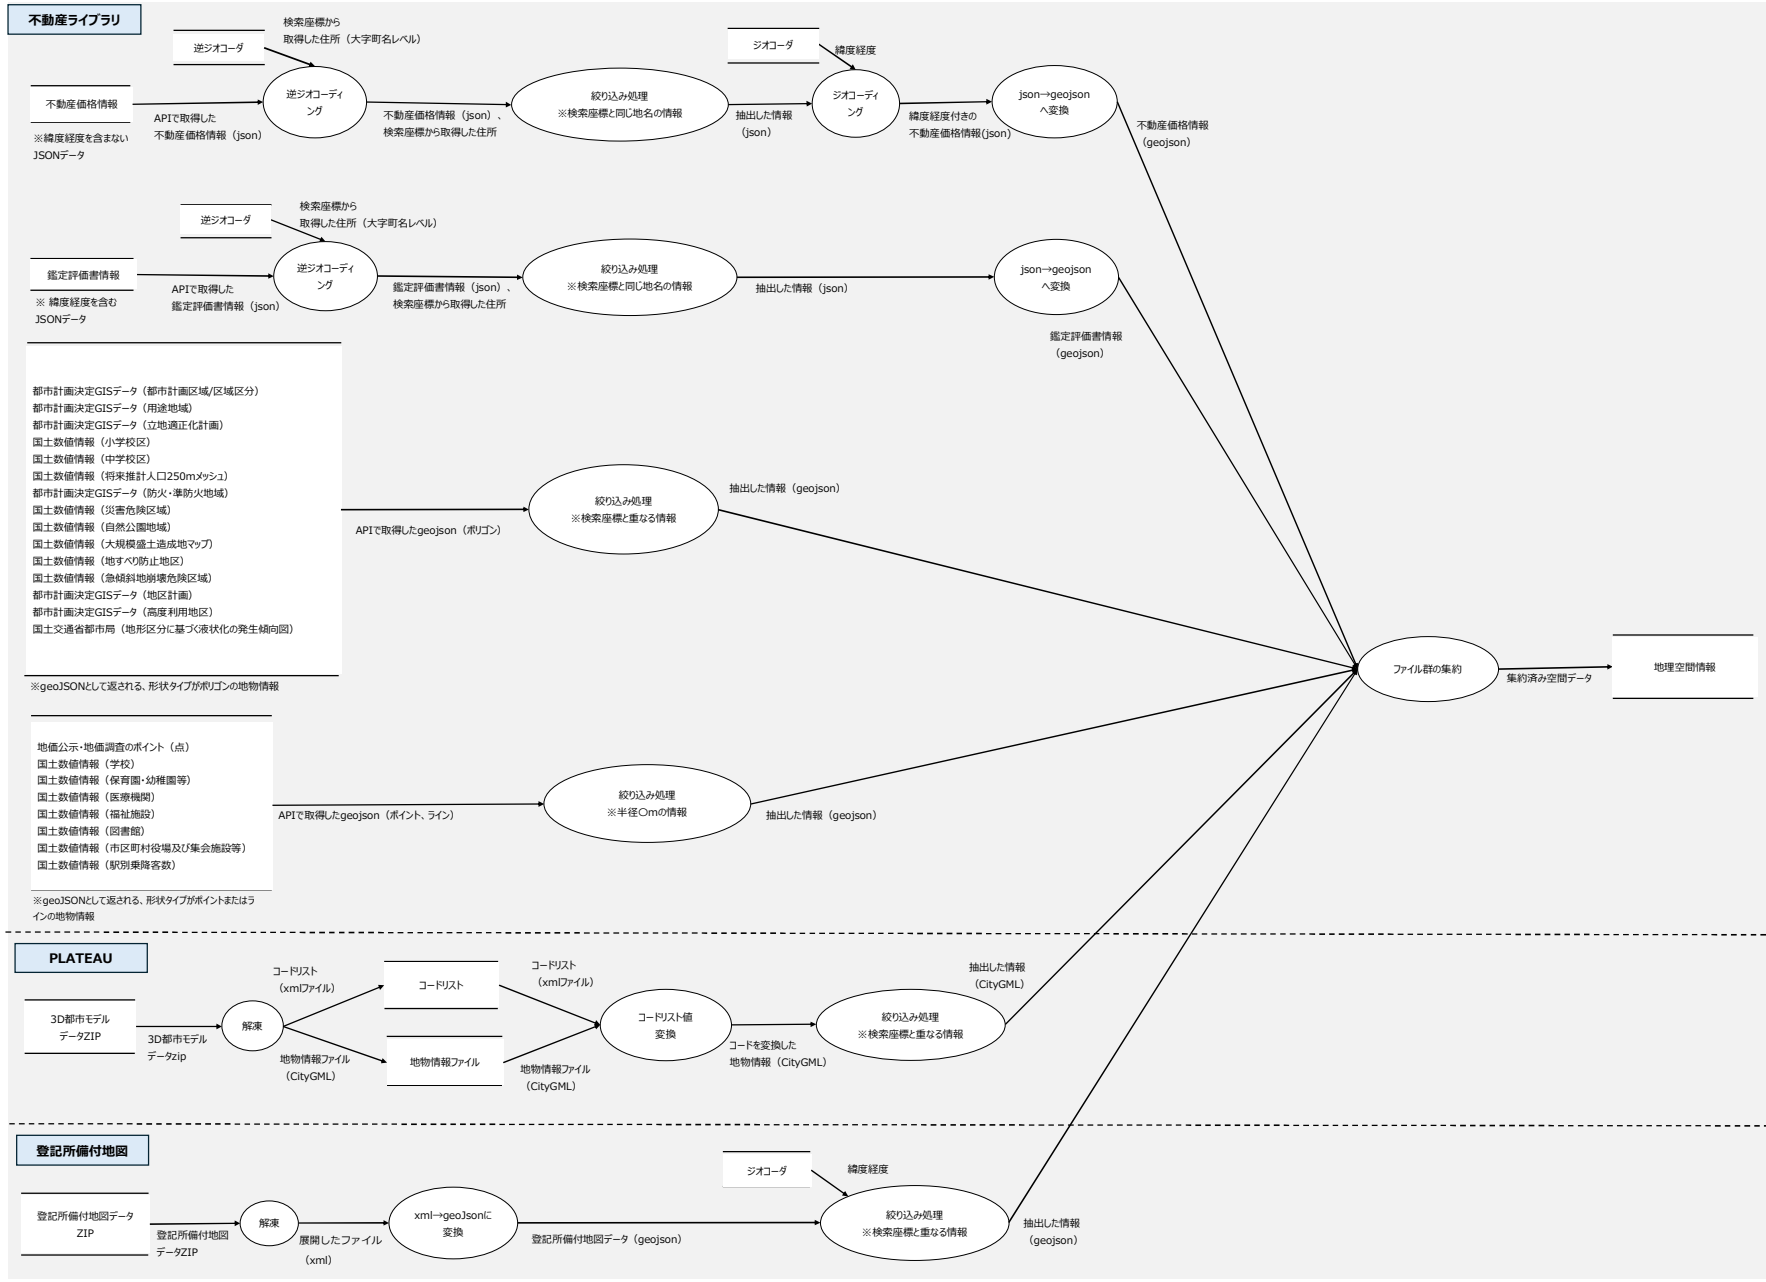 不動産ライブラリ
検索座標から
取得した住所（大字町名レベル）
逆ジオコーダ
ジオコーダ
緯度経度
不動産価格情報
逆ジオコーディ
ング
絞り込み処理
※検索座標と同じ地名の情報
ジオコーディ
ング
json→geojson
へ変換
APIで取得した
不動産価格情報（json）
不動産価格情報（json）、
検索座標から取得した住所
抽出した情報
（json）
緯度経度付きの
不動産価格情報(json)
不動産価格情報
（geojson）
※緯度経度を含まない
JSONデータ
検索座標から
取得した住所（大字町名レベル）
逆ジオコーダ
鑑定評価書情報
逆ジオコーディ
ング
絞り込み処理
※検索座標と同じ地名の情報
json→geojson
へ変換
APIで取得した
鑑定評価書情報（json）
鑑定評価書情報（json）、
検索座標から取得した住所
抽出した情報（json）
※ 緯度経度を含む
JSONデータ
鑑定評価書情報
（geojson）
都市計画決定GISデータ（都市計画区域/区域区分）
都市計画決定GISデータ（用途地域）
都市計画決定GISデータ（立地適正化計画）
国土数値情報（小学校区）
国土数値情報（中学校区）
国土数値情報（将来推計人口250mメッシュ）
都市計画決定GISデータ（防火・準防火地域）
国土数値情報（災害危険区域）
国土数値情報（自然公園地域）
国土数値情報（大規模盛土造成地マップ）
国土数値情報（地すべり防止地区）
国土数値情報（急傾斜地崩壊危険区域）
都市計画決定GISデータ（地区計画）
都市計画決定GISデータ（高度利用地区）
国土交通省都市局（地形区分に基づく液状化の発生傾向図）
※geoJSONとして返される、形状タイプがポリゴンの地物情報
APIで取得したgeojson（ポリゴン）
絞り込み処理
※検索座標と重なる情報
抽出した情報（geojson）
ファイル群の集約
集約済み空間データ
地理空間情報
地価公示・地価調査のポイント（点）
国土数値情報（学校）
国土数値情報（保育園・幼稚園等）
国土数値情報（医療機関）
国土数値情報（福祉施設）
国土数値情報（図書館）
国土数値情報（市区町村役場及び集会施設等）
国土数値情報（駅別乗降客数）
※geoJSONとして返される、形状タイプがポイントまたはラ
インの地物情報
APIで取得したgeojson（ポイント、ライン）
絞り込み処理
※半径〇mの情報
抽出した情報（geojson）
PLATEAU
3D都市モデル
データZIP
3D都市モデル
データzip
解凍
コードリスト
（xmlファイル）
地物情報ファイル
（CityGML）
コードリスト
地物情報ファイル
コードリスト
（xmlファイル）
地物情報ファイル
（CityGML）
コードリスト値
変換
コードを変換した
地物情報（CityGML）
絞り込み処理
※検索座標と重なる情報
抽出した情報
（CityGML）
登記所備付地図
登記所備付地図データ
ZIP
登記所備付地図
データZIP
解凍
展開したファイル
（xml）
xml→geoJsonに
変換
登記所備付地図データ（geojson）
ジオコーダ
緯度経度
絞り込み処理
※検索座標と重なる情報
抽出した情報
（geojson）